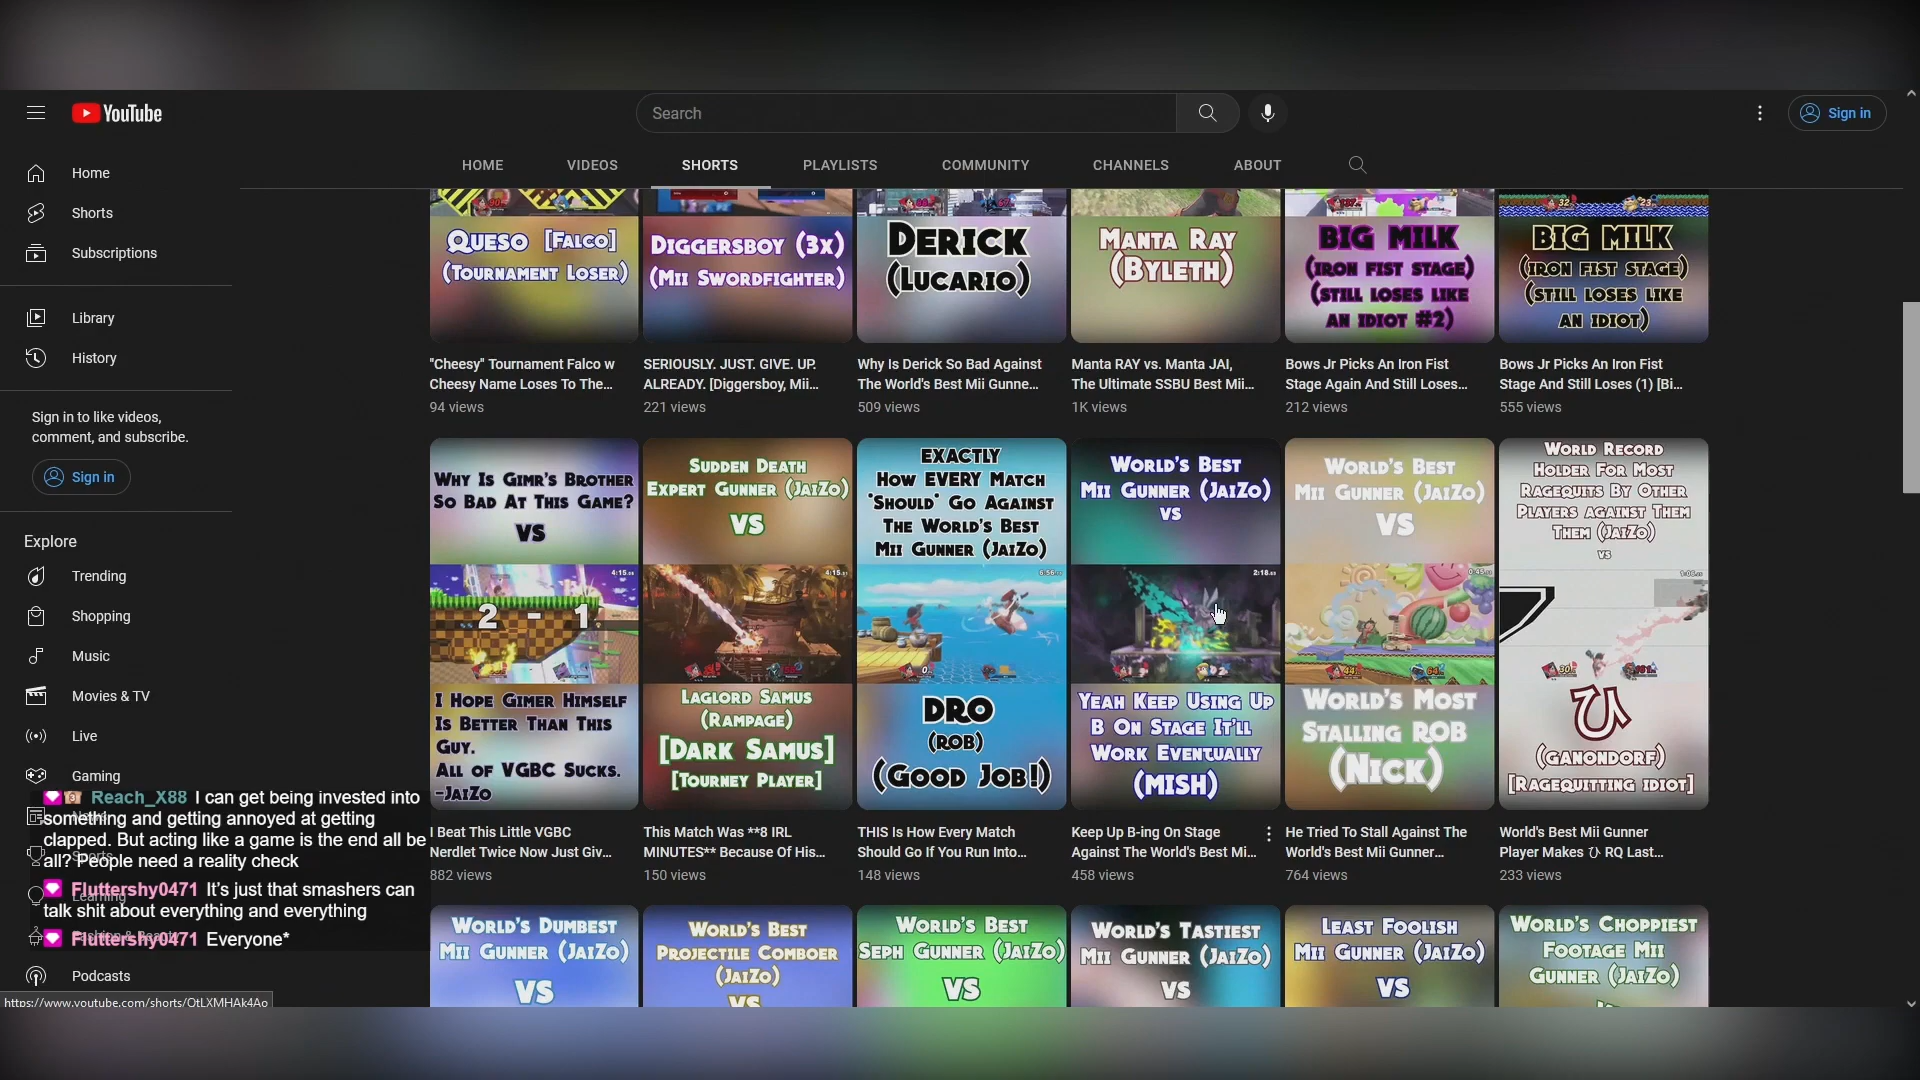 YouTube
Search
Sign in
HOME
VIDEOS
SHORTS
PLAYLISTS
COMMUNITY
CHANNELS
ABOUT
Home
Shorts
Subscriptions
Library
History
Sign in to like videos,
comment, and subscribe.
Sign in
Explore
Trending
Shopping
Music
Movies & TV
Live
Gaming
Sports
Learning
Podcasts
Reach_X88 I can get being invested into
something and getting annoyed at getting
clapped. But acting like a game is the end all be
all? People need a reality check
Fluttershy0471 It's just that smashers can
talk shit about everything and everything
Fluttershy0471 Everyone*
https://www.youtube.com/shorts/QtLXMHAk4Ao
QUESO [FALCO]
(TOURNAMENT LOSER)
"Cheesy" Tournament Falco w
Cheesy Name Loses To The...
94 views
DIGGERSBOY (3X)
(MII SWORDFIGHTER)
SERIOUSLY. JUST. GIVE. UP.
ALREADY. [Diggersboy, Mii...
221 views
DERICK
(LUCARIO)
Why Is Derick So Bad Against
The World's Best Mii Gunne...
509 views
MANTA RAY
(BYLETH)
Manta RAY vs. Manta JAI,
The Ultimate SSBU Best Mii...
1K views
BIG MILK
(IRON FIST STAGE)
(STILL LOSES LIKE
AN IDIOT #2)
Bows Jr Picks An Iron Fist
Stage Again And Still Loses...
212 views
BIG MILK
(IRON FIST STAGE)
(STILL LOSES LIKE
AN IDIOT)
Bows Jr Picks An Iron Fist
Stage And Still Loses (1) [Bi...
555 views
WHY IS GIMR'S BROTHER
SO BAD AT THIS GAME?
VS
2 - 1
I HOPE GIMER HIMSELF
IS BETTER THAN THIS
GUY.
ALL OF VGBC SUCKS.
-JAIZO
I Beat This Little VGBC
Nerdlet Twice Now Just Giv...
882 views
SUDDEN DEATH
EXPERT GUNNER (JAIZO)
VS
LAGLORD SAMUS
(RAMPAGE)
[DARK SAMUS]
[TOURNEY PLAYER]
This Match Was **8 IRL
MINUTES** Because Of His...
150 views
EXACTLY
HOW EVERY MATCH
"SHOULD" GO AGAINST
THE WORLD'S BEST
MII GUNNER (JAIZO)
DRO
(ROB)
(GOOD JOB!)
THIS Is How Every Match
Should Go If You Run Into...
148 views
WORLD'S BEST
MII GUNNER (JAIZO)
VS
YEAH KEEP USING UP
B ON STAGE IT'LL
WORK EVENTUALLY
(MISH)
Keep Up B-ing On Stage
Against The World's Best Mi...
458 views
WORLD'S BEST
MII GUNNER (JAIZO)
VS
WORLD'S MOST
STALLING ROB
(NICK)
He Tried To Stall Against The
World's Best Mii Gunner...
764 views
WORLD RECORD
HOLDER FOR MOST
RAGEQUITS BY OTHER
PLAYERS AGAINST THEM
THEM (JAIZO)
VS
ひ
(GANONDORF)
[RAGEQUITTING IDIOT]
World's Best Mii Gunner
Player Makes ひ RQ Last...
233 views
WORLD'S DUMBEST
MII GUNNER (JAIZO)
VS
WORLD'S BEST
PROJECTILE COMBOER
(JAIZO)
VS
WORLD'S BEST
SEPH GUNNER (JAIZO)
VS
WORLD'S TASTIEST
MII GUNNER (JAIZO)
VS
LEAST FOOLISH
MII GUNNER (JAIZO)
VS
WORLD'S CHOPPIEST
FOOTAGE MII
GUNNER (JAIZO)